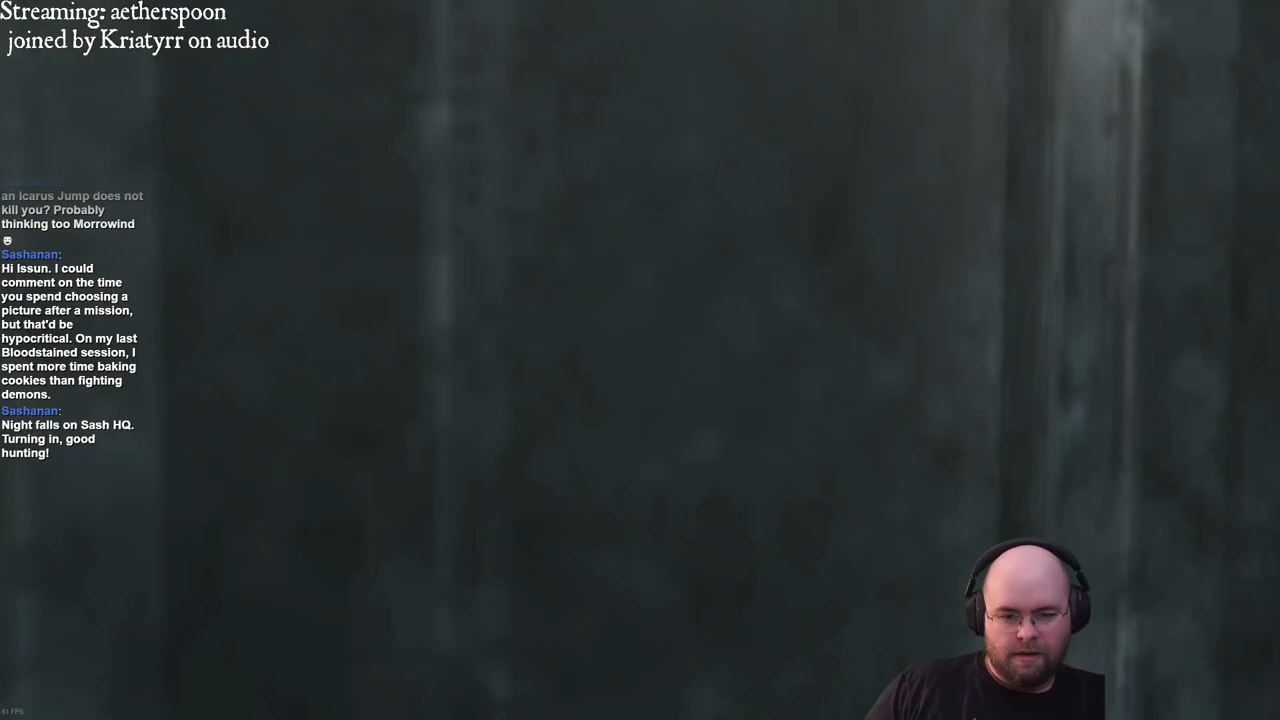 Streaming: aetherspoon
joined by Kriatyrr on audio
Sashanan:
an Icarus Jump does not
kill you? Probably
thinking too Morrowind
Sashanan:
Hi Issun. I could
comment on the time
you spend choosing a
picture after a mission,
but that'd be
hypocritical. On my last
Bloodstained session, I
spent more time baking
cookies than fighting
demons.
Sashanan:
Night falls on Sash HQ.
Turning in, good
hunting!
51 FPS